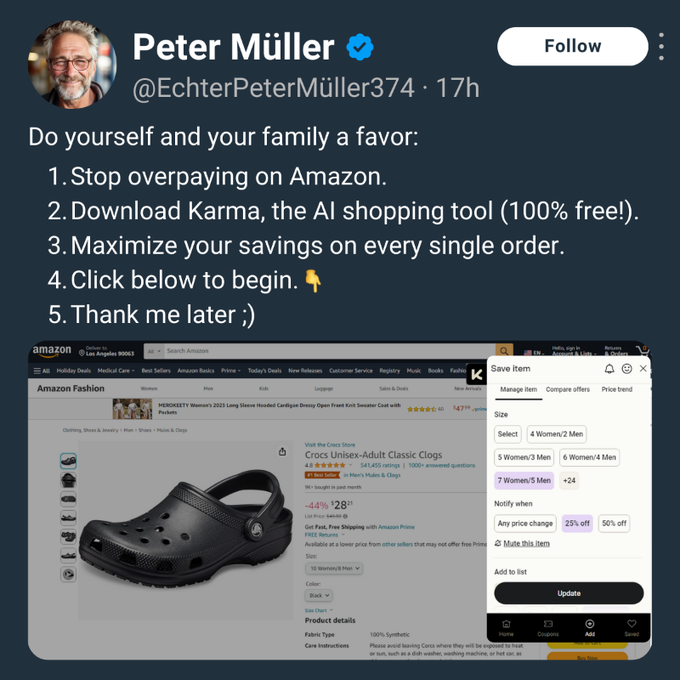 Peter Müller
Follow
@EchterPeterMüller374 · 17h
Do yourself and your family a favor:
1. Stop overpaying on Amazon.
2. Download Karma, the AI shopping tool (100% free!).
3. Maximize your savings on every single order.
4. Click below to begin.👇
5. Thank me later ;)
amazon
Deliver to
Los Angeles 90063
All
Search Amazon
EN
Hello, sign in
Account & Lists
Returns
& Orders
All Holiday Deals Medical Care Best Sellers Amazon Basics Prime Today's Deals New Releases Customer Service Registry Music Books
Amazon Fashion Women Men Kids Luggage Sales & Deals New Arrivals
MEROKEETY Women's 2023 Long Sleeve Hooded Cardigan Dressy Open Front Knit Sweater Coat with
Pockets
Clothing, Shoes & Jewelry › Men › Shoes › Mules & Clogs
Visit the Crocs Store
Crocs Unisex-Adult Classic Clogs
4.8 541,455 ratings | 1000+ answered questions
#1 Best Seller in Men's Mules & Clogs
1K+ bought in past month
-44% $28
List Price:
Get Fast, Free Shipping with Amazon Prime
FREE Returns
Available at a lower price from other sellers that may not offer free Prime
Size:
10 Women/8 Men
Color:
Black
Size Chart
Product details
Fabric Type 100% Synthetic
Care Instructions Please avoid leaving Crocs where they will be exposed to heat
or sun, such as a dish washer, washing machine, or hot car, as
K
Save item
Manage item Compare offers Price trend
Size
Select 4 Women/2 Men
5 Women/3 Men 6 Women/4 Men
7 Women/5 Men +24
Notify when
Any price change 25% off 50% off
Mute this item
Add to list
Update
Home Coupons Add Saved
Buy Now